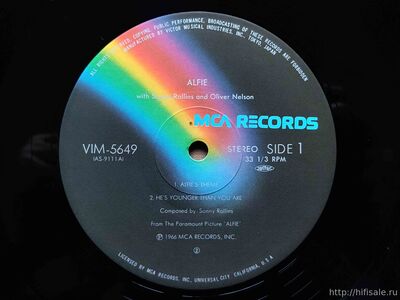 ALL RIGHTS RESERVED. COPYING, PUBLIC PERFORMANCE, BROADCASTING OF THESE RECORDS ARE FORBIDDEN
MANUFACTURED BY VICTOR MUSICAL INDUSTRIES, INC. TOKYO, JAPAN
ALFIE
with Sonny Rollins and Oliver Nelson
MCA RECORDS
VIM-5649
(AS-9111A)
STEREO SIDE 1
33 1/3 RPM
1. ALFIE'S THEME
2. HE'S YOUNGER THAN YOU ARE
Composed by: Sonny Rollins
From The Paramount Picture "ALFIE"
Ⓟ 1966 MCA RECORDS, INC.
②
LICENSED BY MCA RECORDS, INC. UNIVERSAL CITY, CALIFORNIA, U.S.A
http://hifisale.ru/